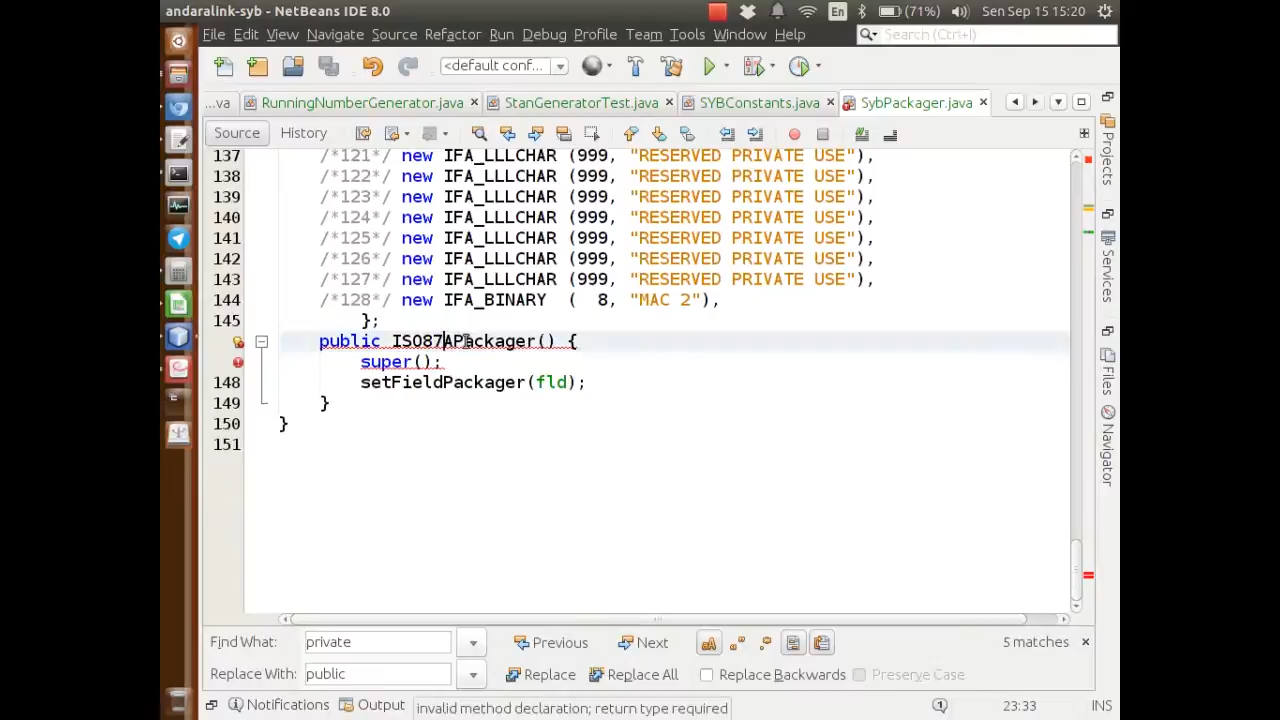 andaralink-syb - NetBeans IDE 8.0 En (71%) Sen Sep 15 15:20
File Edit View Navigate Source Refactor Run Debug Profile Team Tools Window Help Search (Ctrl+I)
<default conf...
...va RunningNumberGenerator.java StanGeneratorTest.java SYBConstants.java SybPackager.java
Source History
137 /*121*/ new IFA_LLLCHAR (999, "RESERVED PRIVATE USE"),
138 /*122*/ new IFA_LLLCHAR (999, "RESERVED PRIVATE USE"),
139 /*123*/ new IFA_LLLCHAR (999, "RESERVED PRIVATE USE"),
140 /*124*/ new IFA_LLLCHAR (999, "RESERVED PRIVATE USE"),
141 /*125*/ new IFA_LLLCHAR (999, "RESERVED PRIVATE USE"),
142 /*126*/ new IFA_LLLCHAR (999, "RESERVED PRIVATE USE"),
143 /*127*/ new IFA_LLLCHAR (999, "RESERVED PRIVATE USE"),
144 /*128*/ new IFA_BINARY ( 8, "MAC 2"),
145 };
public ISO87APackager() {
super();
148 setFieldPackager(fld);
149 }
150 }
151
Projects
Services
Files
Navigator
Find What: private Previous Next 5 matches
Replace With: public Replace Replace All Replace Backwards Preserve Case
Notifications Output invalid method declaration; return type required 1 23:33 INS